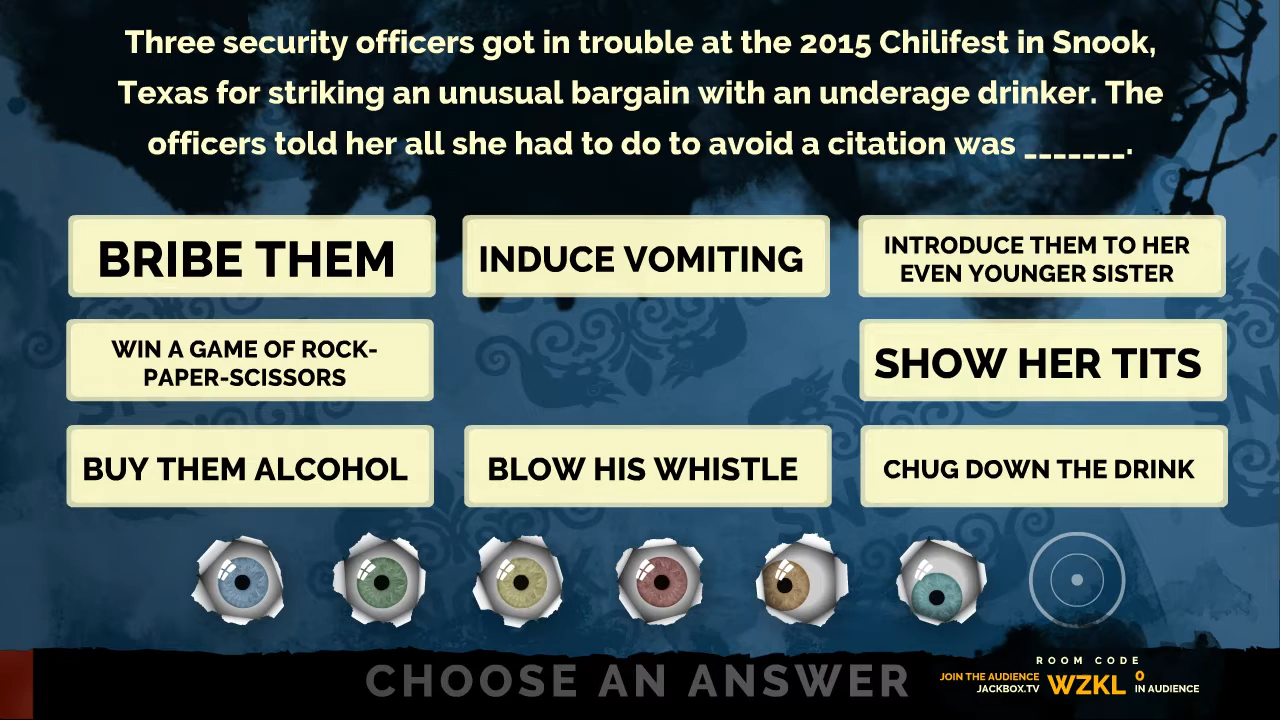 Three security officers got in trouble at the 2015 Chilifest in Snook,
Texas for striking an unusual bargain with an underage drinker. The
officers told her all she had to do to avoid a citation was _______.
BRIBE THEM
INDUCE VOMITING
INTRODUCE THEM TO HER
EVEN YOUNGER SISTER
WIN A GAME OF ROCK-
PAPER-SCISSORS
SHOW HER TITS
BUY THEM ALCOHOL
BLOW HIS WHISTLE
CHUG DOWN THE DRINK
CHOOSE AN ANSWER
ROOM CODE
JOIN THE AUDIENCE
JACKBOX.TV
WZKL
0
IN AUDIENCE